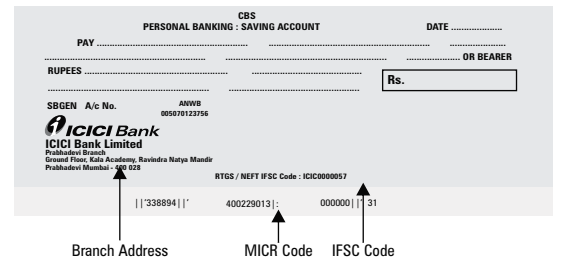 CBS
PERSONAL BANKING : SAVING ACCOUNT DATE ...................
PAY ......................................................... ............................................................ .....................
............................................................ ............................................................ ..................... OR BEARER
RUPEES ..................................................... .........................................
............................................................ ................................................
Rs.
SBGEN A/c No. ANWB
005070123756
ICICI Bank
ICICI Bank Limited
Prabhadevi Branch
Ground Floor, Kala Academy, Ravindra Natya Mandir
Prabhadevi Mumbai - 400 028
RTGS / NEFT IFSC Code : ICIC0000057
||'338894||' 400229013|: 000000||' 31
Branch Address MICR Code IFSC Code